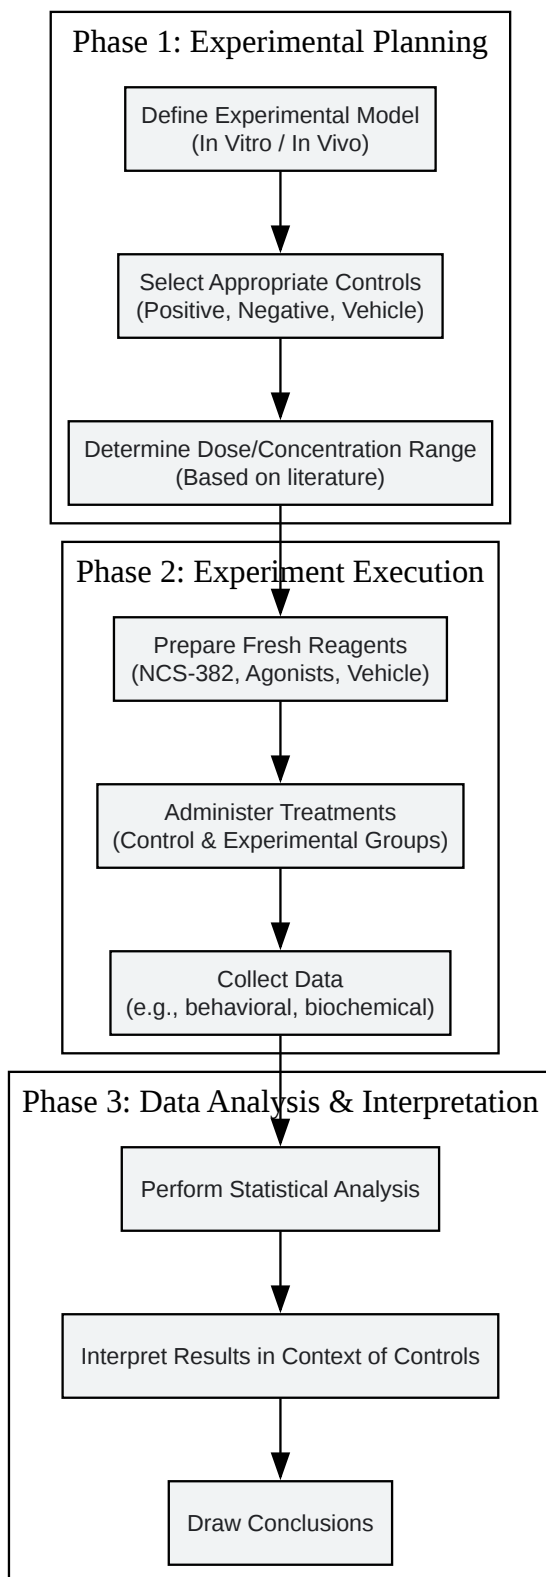 Phase 1: Experimental Planning
Define Experimental Model
(In Vitro / In Vivo)
Select Appropriate Controls
(Positive, Negative, Vehicle)
Determine Dose/Concentration Range
(Based on literature)
Phase 2: Experiment Execution
Prepare Fresh Reagents
(NCS-382, Agonists, Vehicle)
Administer Treatments
(Control & Experimental Groups)
Collect Data
(e.g., behavioral, biochemical)
Phase 3: Data Analysis & Interpretation
Perform Statistical Analysis
Interpret Results in Context of Controls
Draw Conclusions